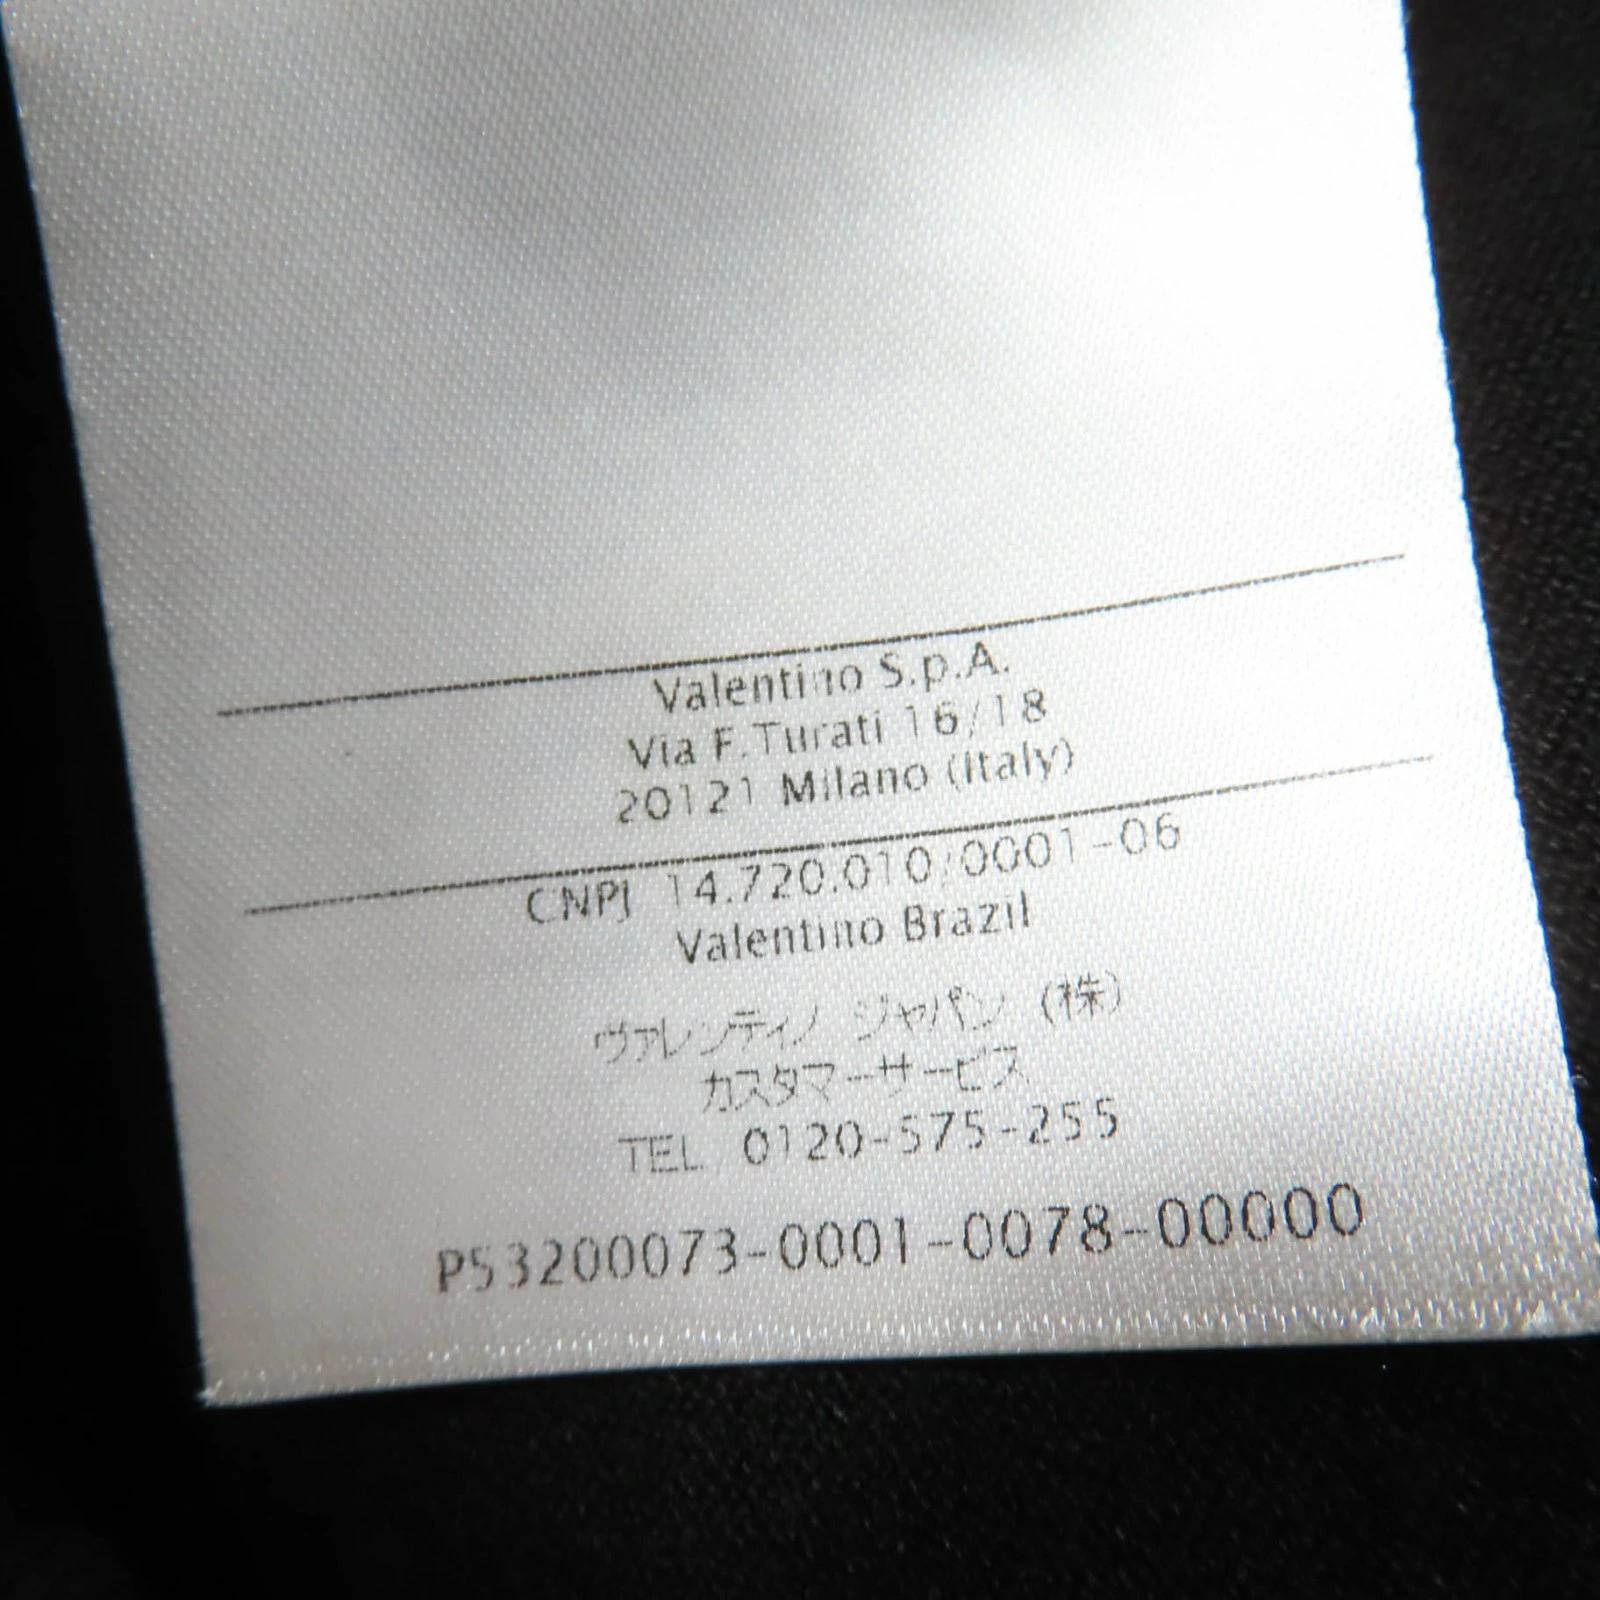 Valentino S.p.A.
Via F.Turati 16/18
20121 Milano (Italy)
CNPJ 14.720.010/0001-06
Valentino Brazil
ヴァレンティノ ジャパン (株)
カスタマーサービス
TEL 0120-575-255
P53200073-0001-0078-00000